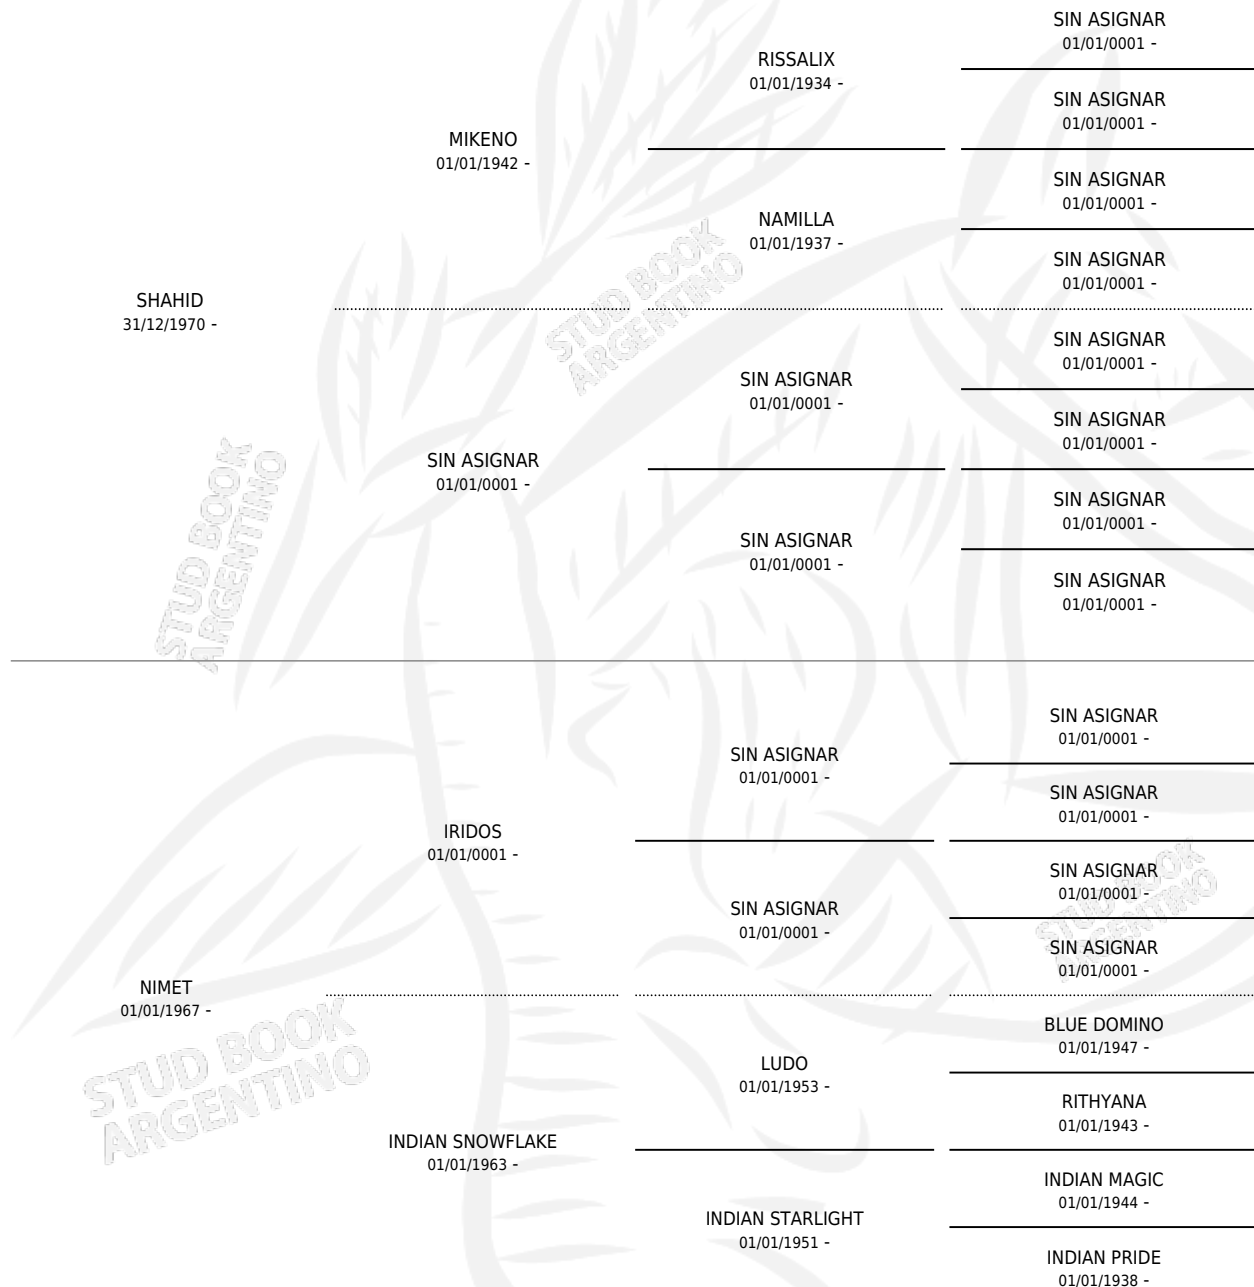 SIN ASIGNAR
01/01/0001 -
RISSALIX
01/01/1934 -
SIN ASIGNAR
01/01/0001 -
MIKENO
01/01/1942 -
SIN ASIGNAR
01/01/0001 -
NAMILLA
01/01/1937 -
SIN ASIGNAR
01/01/0001 -
SHAHID
31/12/1970 -
SIN ASIGNAR
01/01/0001 -
SIN ASIGNAR
01/01/0001 -
SIN ASIGNAR
01/01/0001 -
SIN ASIGNAR
01/01/0001 -
SIN ASIGNAR
01/01/0001 -
SIN ASIGNAR
01/01/0001 -
SIN ASIGNAR
01/01/0001 -
STUD BOOK
ARGENTINO
STUD BOOK
ARGENTINO
SIN ASIGNAR
01/01/0001 -
SIN ASIGNAR
01/01/0001 -
SIN ASIGNAR
01/01/0001 -
IRIDOS
01/01/0001 -
SIN ASIGNAR
01/01/0001 -
SIN ASIGNAR
01/01/0001 -
SIN ASIGNAR
01/01/0001 -
STUD BOOK
ARGENTINO
NIMET
01/01/1967 -
BLUE DOMINO
01/01/1947 -
LUDO
01/01/1953 -
RITHYANA
01/01/1943 -
STUD BOOK
ARGENTINO
INDIAN SNOWFLAKE
01/01/1963 -
INDIAN MAGIC
01/01/1944 -
INDIAN STARLIGHT
01/01/1951 -
INDIAN PRIDE
01/01/1938 -